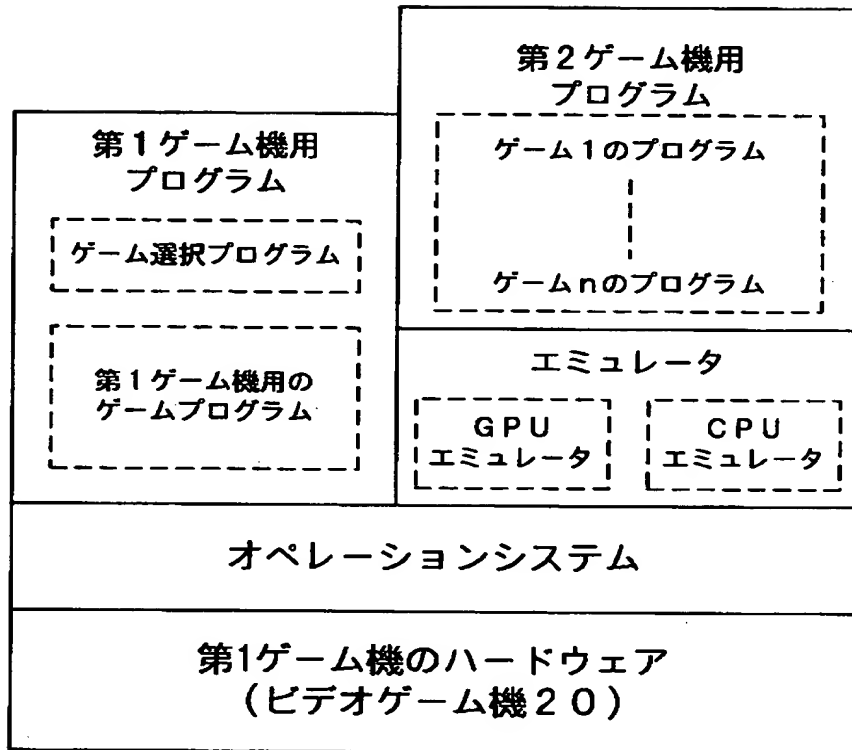 第2ゲーム機用
プログラム
ゲーム1のプログラム
ゲームnのプログラム
第1ゲーム機用
プログラム
ゲーム選択プログラム
第1ゲーム機用の
ゲームプログラム
エミュレータ
GPU
エミュレータ
CPU
エミュレータ
オペレーションシステム
第1ゲーム機のハードウェア
(ビデオゲーム機20)